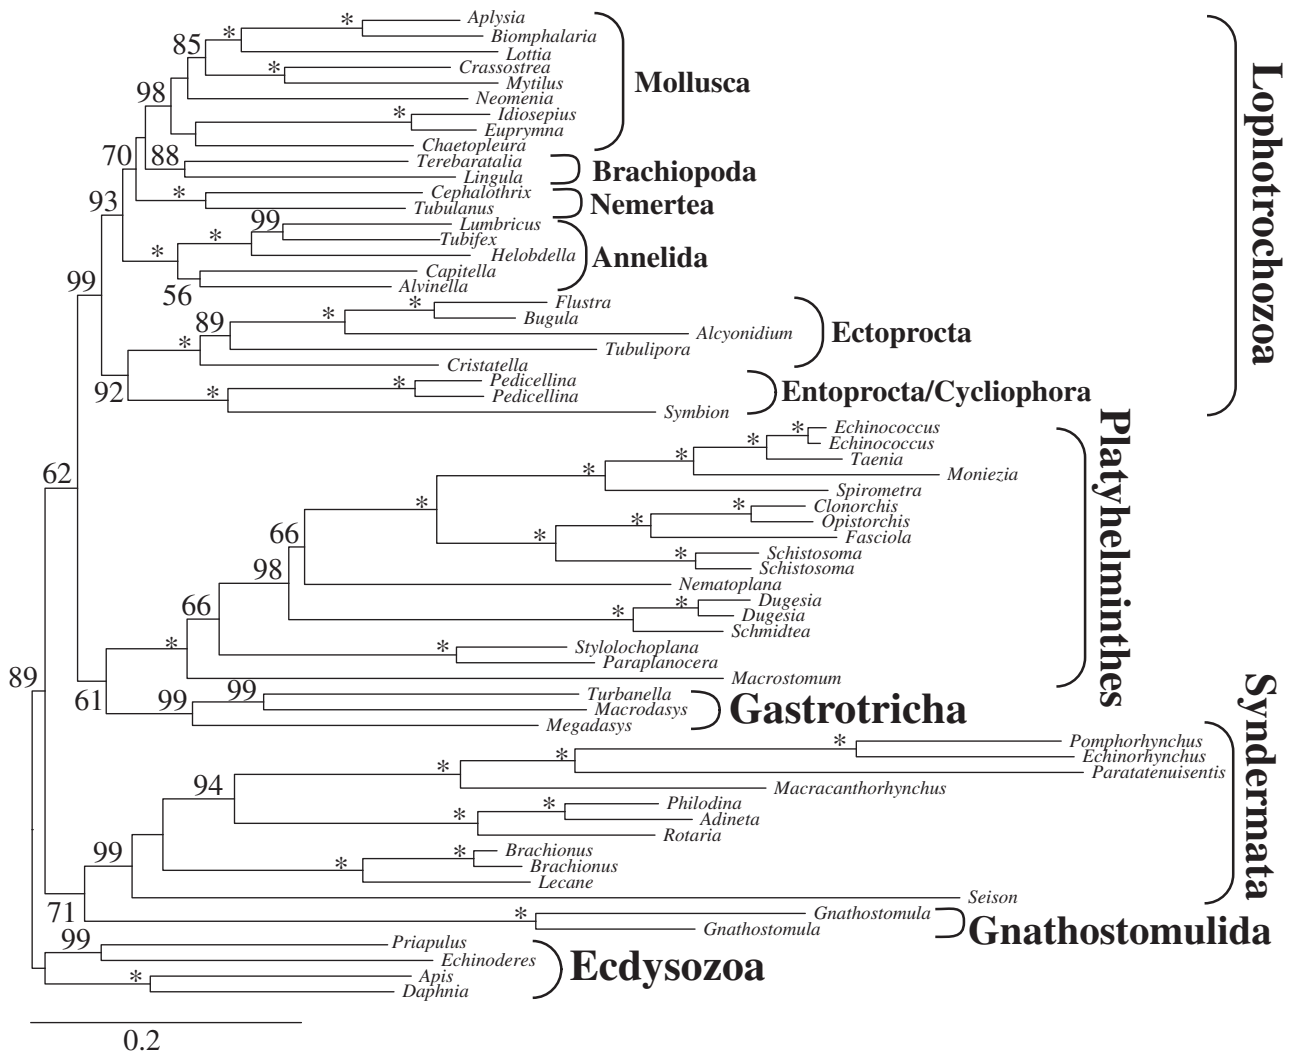 Aplysia
Biomphalaria
Lottia
Crassostrea
Mytilus
Neomenia
Idiosepius
Euprymna
Chaetopleura
Terebaratalia
Lingula
Cephalothrix
Tubulanus
Lumbricus
Tubifex
Helobdella
Capitella
Alvinella
Flustra
Bugula
Alcyonidium
Tubulipora
Cristatella
Pedicellina
Pedicellina
Symbion
Echinococcus
Echinococcus
Taenia
Moniezia
Spirometra
Clonorchis
Opistorchis
Fasciola
Schistosoma
Schistosoma
Nematoplana
Dugesia
Dugesia
Schmidtea
Stylolochoplana
Paraplanocera
Macrostomum
Turbanella
Macrodasys
Megadasys
Pomphorhynchus
Echinorhynchus
Paratatenuisentis
Macracanthorhynchus
Philodina
Adineta
Rotaria
Brachionus
Brachionus
Lecane
Seison
Gnathostomula
Gnathostomula
Priapulus
Echinoderes
Apis
Daphnia
Mollusca
Brachiopoda
Nemertea
Annelida
Ectoprocta
Entoprocta/Cycliophora
Lophotrochozoa
Platyhelminthes
Gastrotricha
Syndermata
Gnathostomulida
Ecdysozoa
* *
85
*
98
*
70 88
93 *
99
* *
99
56
*
*
89
*
92
* *
*
*
*
*
62
*
*
*
*
66
*
98
*
*
66
*
*
89
61
99 99
*
*
*
94
*
*
99
*
*
71
*
99
*
0.2